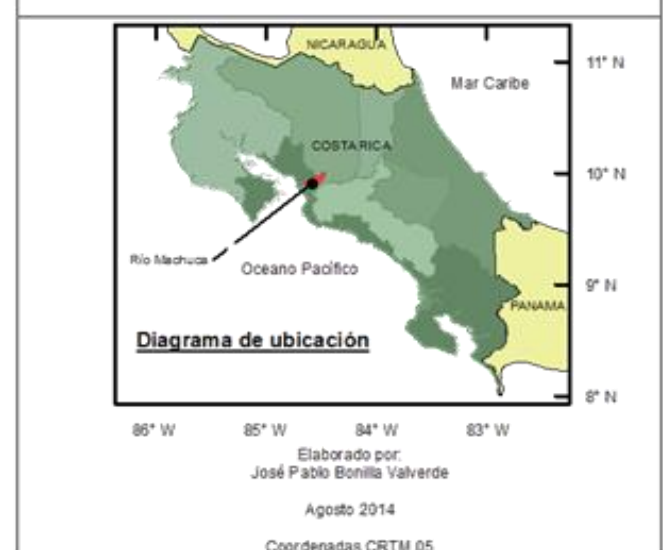 NICARAGUA
11° N
Mar Caribe
COSTA RICA
10° N
Río Machuca
Oceano Pacífico
9° N
PANAMA
Diagrama de ubicación
8° N
86° W
85° W
84° W
83° W
Elaborado por:
José Pablo Bonilla Valverde
Agosto 2014
Coordenadas CRTM 05